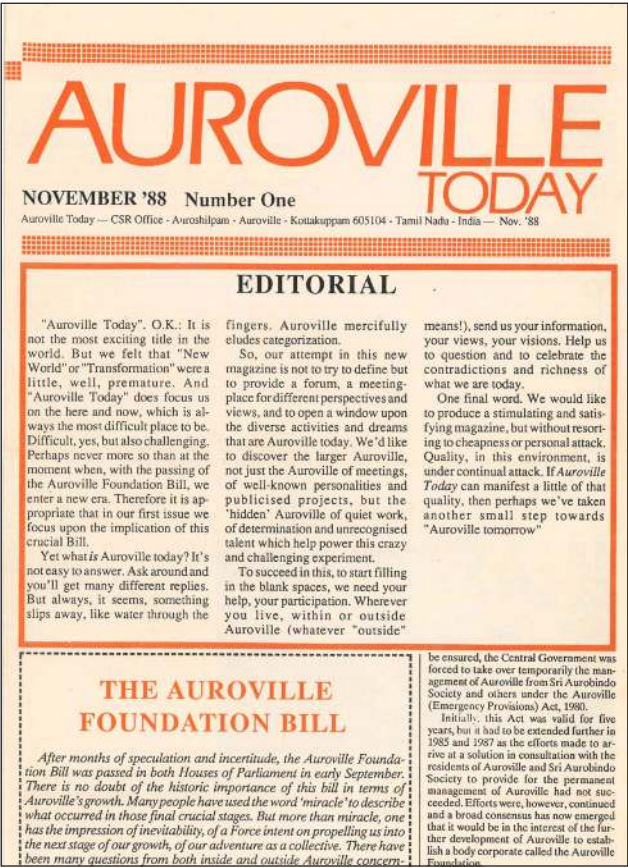 AUROVILLE
TODAY
NOVEMBER '88 Number One
Auroville Today — CSR Office - Auroshilpam - Auroville - Kottakuppam 605104 - Tamil Nadu - India — Nov. '88
EDITORIAL
"Auroville Today". O.K.: It is
not the most exciting title in the
world. But we felt that "New
World" or "Transformation" were a
little, well, premature. And
"Auroville Today" does focus us
on the here and now, which is al-
ways the most difficult place to be.
Difficult, yes, but also challenging.
Perhaps never more so than at the
moment when, with the passing of
the Auroville Foundation Bill, we
enter a new era. Therefore it is ap-
propriate that in our first issue we
focus upon the implication of this
crucial Bill.
Yet what is Auroville today? It's
not easy to answer. Ask around and
you'll get many different replies.
But always, it seems, something
slips away, like water through the
fingers. Auroville mercifully
eludes categorization.
So, our attempt in this new
magazine is not to try to define but
to provide a forum, a meeting-
place for different perspectives and
views, and to open a window upon
the diverse activities and dreams
that are Auroville today. We'd like
to discover the larger Auroville,
not just the Auroville of meetings,
of well-known personalities and
publicised projects, but the
'hidden' Auroville of quiet work,
of determination and unrecognised
talent which help power this crazy
and challenging experiment.
To succeed in this, to start filling
in the blank spaces, we need your
help, your participation. Wherever
you live, within or outside
Auroville (whatever "outside"
means!), send us your information,
your views, your visions. Help us
to question and to celebrate the
contradictions and richness of
what we are today.
One final word. We would like
to produce a stimulating and satis-
fying magazine, but without resort-
ing to cheapness or personal attack.
Quality, in this environment, is
under continual attack. If Auroville
Today can manifest a little of that
quality, then perhaps we've taken
another small step towards
"Auroville tomorrow"
THE AUROVILLE
FOUNDATION BILL
After months of speculation and incertitude, the Auroville Founda-
tion Bill was passed in both Houses of Parliament in early September.
There is no doubt of the historic importance of this bill in terms of
Auroville's growth. Many people have used the word 'miracle' to describe
what occurred in those final crucial stages. But more than miracle, one
has the impression of inevitability, of a Force intent on propelling us into
the next stage of our growth, of our adventure as a collective. There have
been many questions from both inside and outside Auroville concern-
be ensured, the Central Government was
forced to take over temporarily the man-
agement of Auroville from Sri Aurobindo
Society and others under the Auroville
(Emergency Provisions) Act, 1980.
Initially, this Act was valid for five
years, but it had to be extended further in
1985 and 1987 as the efforts made to ar-
rive at a solution in consultation with the
residents of Auroville and Sri Aurobindo
Society to provide for the permanent
management of Auroville had not suc-
ceeded. Efforts were, however, continued
and a broad consensus has now emerged
that it would be in the interest of the fur-
ther development of Auroville to estab-
lish a body corporate called the Auroville
Foundation.